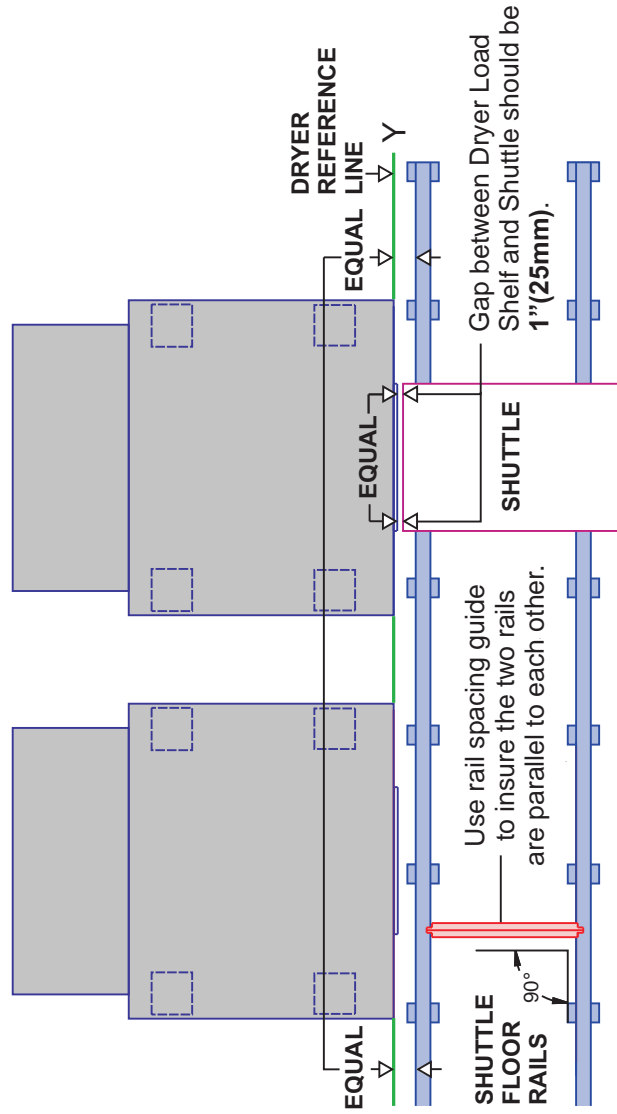 DRYER
REFERENCE
LINE
Y
EQUAL
EQUAL
EQUAL
Gap between Dryer Load
Shelf and Shuttle should be
1”(25mm).
SHUTTLE
Use rail spacing guide
to insure the two rails
are parallel to each other.
90°
SHUTTLE
FLOOR
RAILS